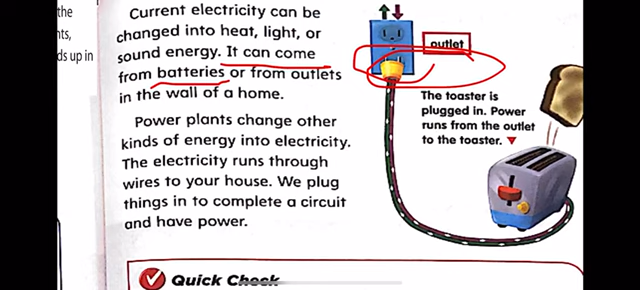 the
nts,
ds up in
Current electricity can be
changed into heat, light, or
sound energy. It can come
from batteries or from outlets
in the wall of a home.
Power plants change other
kinds of energy into electricity.
The electricity runs through
wires to your house. We plug
things in to complete a circuit
and have power.
outlet
The toaster is
plugged in. Power
runs from the outlet
to the toaster.
Quick Check